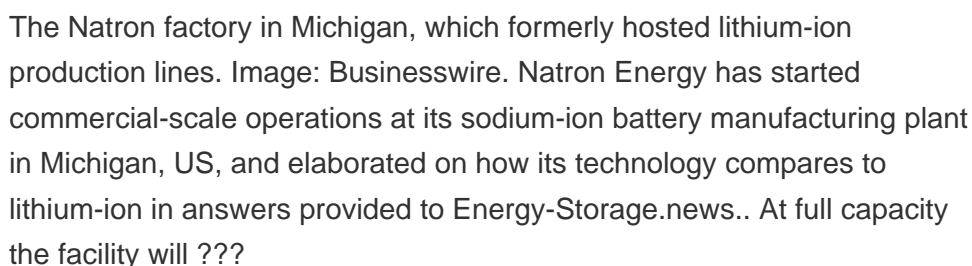 The Natron factory in Michigan, which formerly hosted lithium-ion
production lines. Image: Businesswire. Natron Energy has started
commercial-scale operations at its sodium-ion battery manufacturing plant
in Michigan, US, and elaborated on how its technology compares to
lithium-ion in answers provided to Energy-Storage.news.. At full capacity
the facility will ???